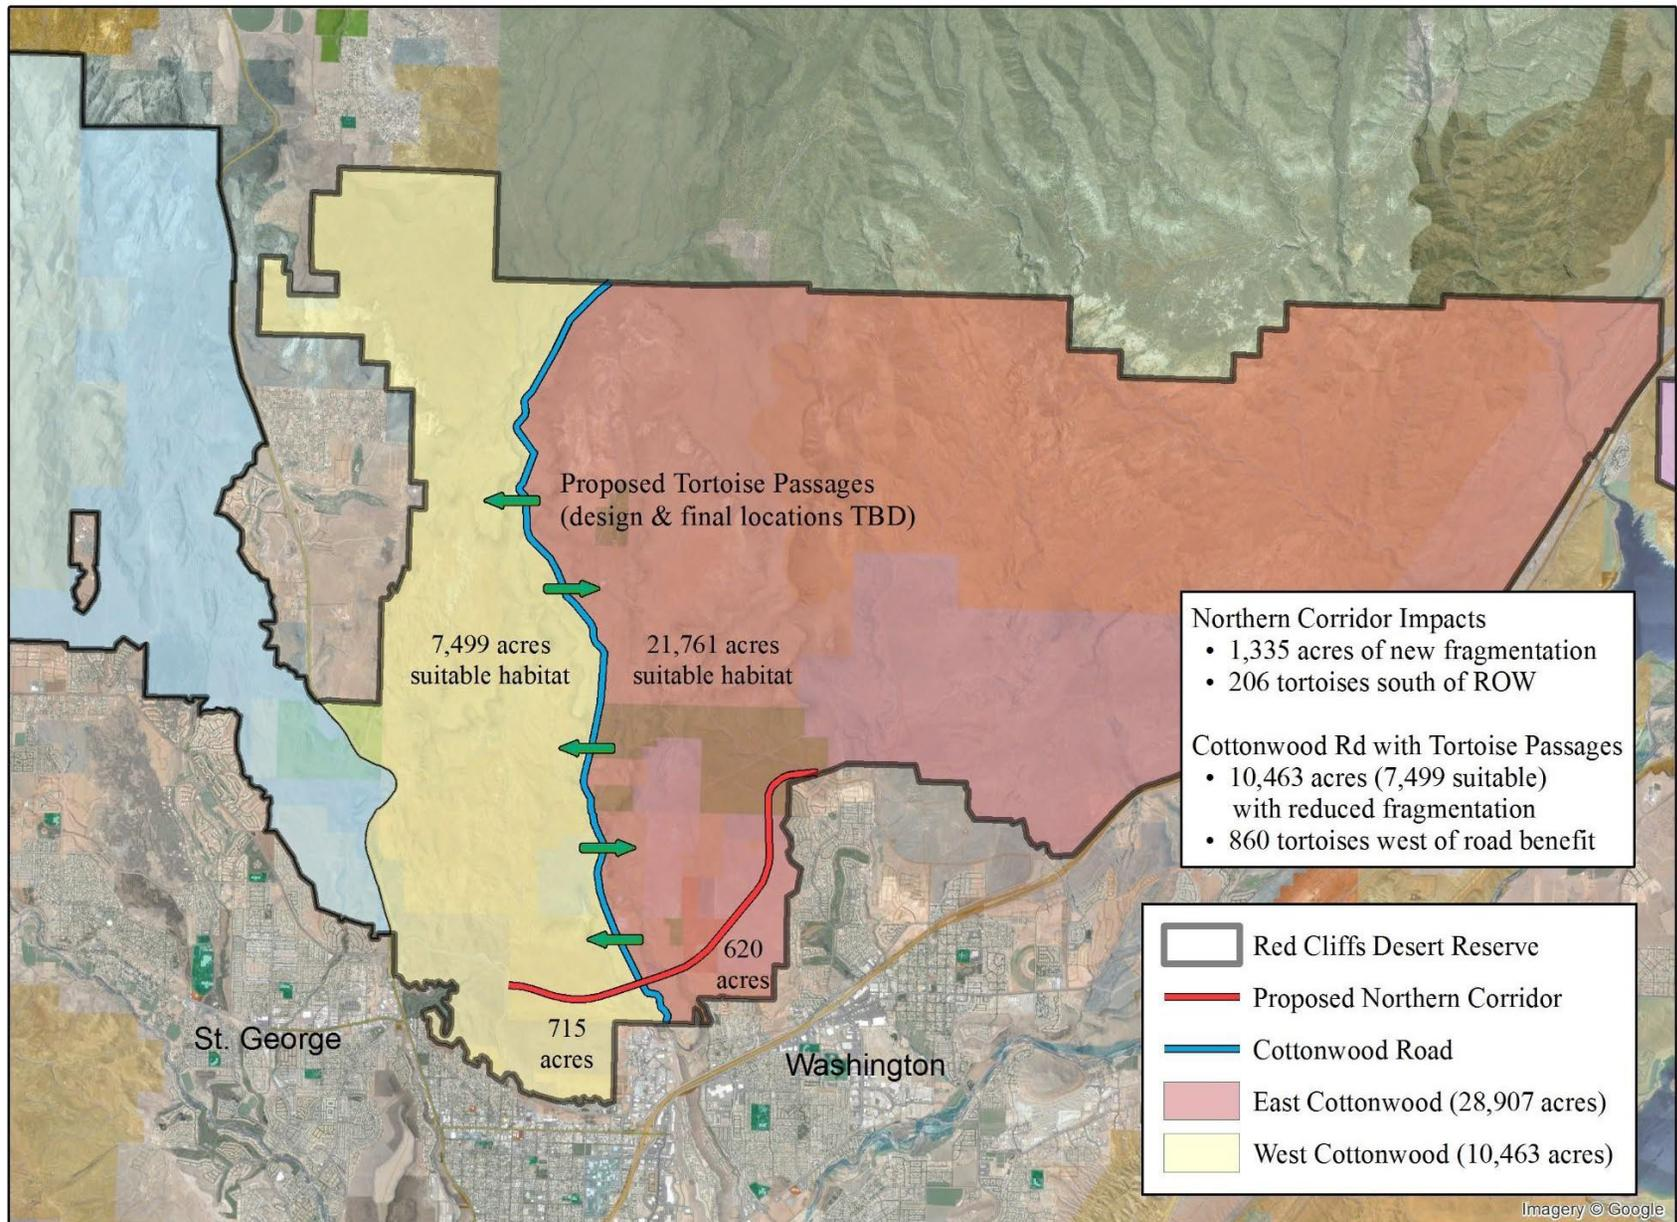 Proposed Tortoise Passages
(design & final locations TBD)
7,499 acres
suitable habitat
21,761 acres
suitable habitat
Northern Corridor Impacts
• 1,335 acres of new fragmentation
• 206 tortoises south of ROW
Cottonwood Rd with Tortoise Passages
• 10,463 acres (7,499 suitable)
with reduced fragmentation
• 860 tortoises west of road benefit
620
acres
715
acres
St. George
Washington
Red Cliffs Desert Reserve
Proposed Northern Corridor
Cottonwood Road
East Cottonwood (28,907 acres)
West Cottonwood (10,463 acres)
Imagery © Google